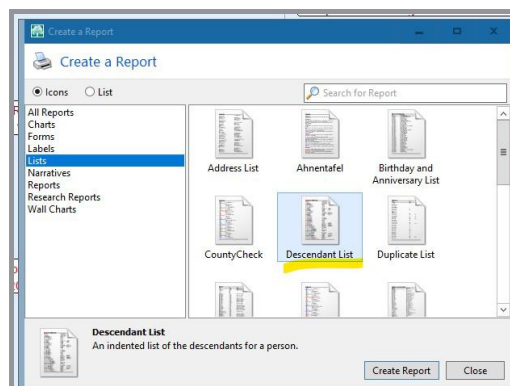 Create a Report
Create a Report
Icons
List
Search for Report
All Reports
Charts
Forms
Labels
Lists
Narratives
Reports
Research Reports
Wall Charts
Address List
Ahnentafel
Birthday and
Anniversary List
CountyCheck
Descendant List
Duplicate List
Descendant List
An indented list of the descendants for a person.
Create Report
Close